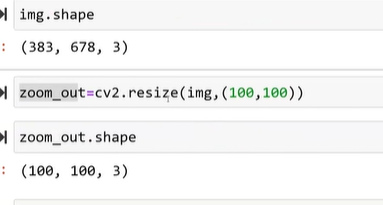 img.shape
: (383, 678, 3)
zoom_out=cv2.resize(img,(100,100))
zoom_out.shape
: (100, 100, 3)